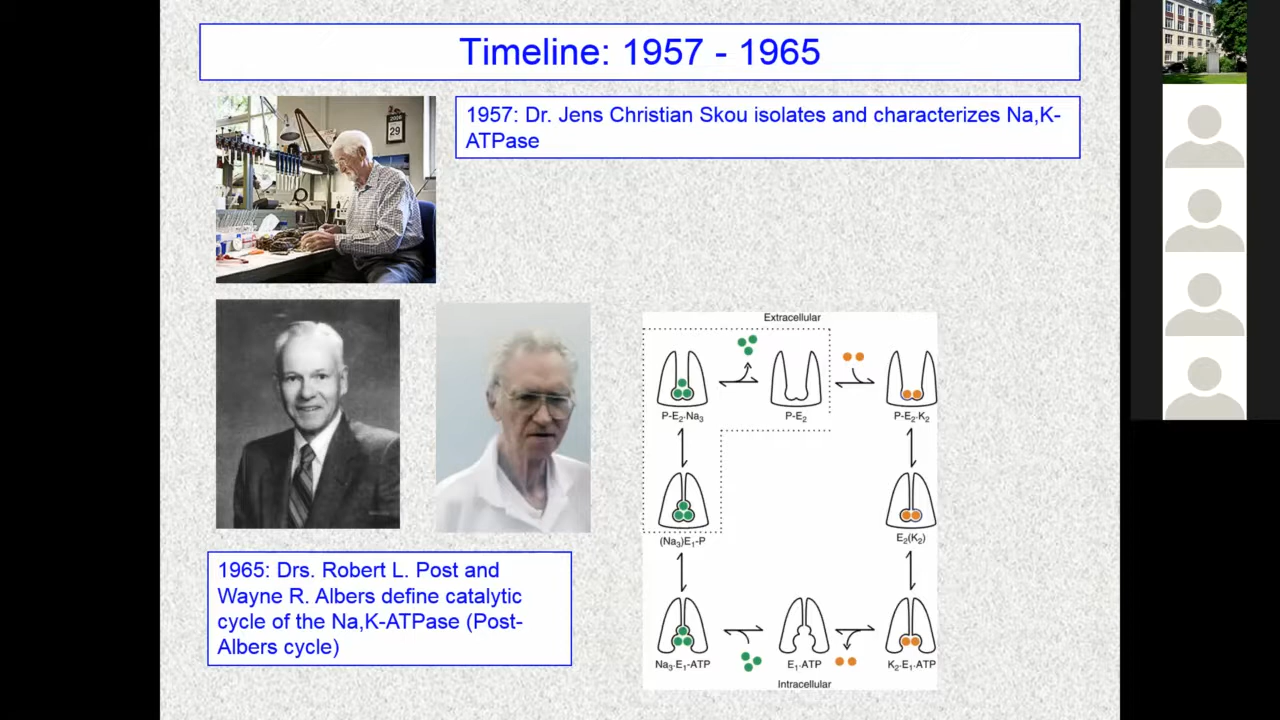 Timeline: 1957 - 1965
1957: Dr. Jens Christian Skou isolates and characterizes Na,K-
ATPase
29
Extracellular
P-E₂·Na₃
P-E₂
P-E₂·K₂
(Na₃)E₁-P
E₂(K₂)
Na₃·E₁-ATP
E₁·ATP
K₂·E₁·ATP
Intracellular
1965: Drs. Robert L. Post and
Wayne R. Albers define catalytic
cycle of the Na,K-ATPase (Post-
Albers cycle)